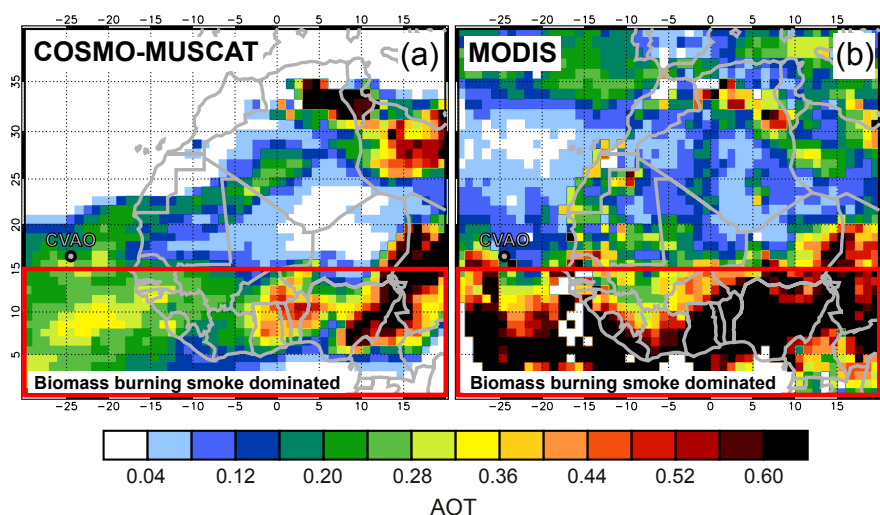 −25 −20 −15 −10 −5 0 5 10 15
−25 −20 −15 −10 −5 0 5 10 15
COSMO-MUSCAT (a)
MODIS (b)
35
30
25
20
15
10
5
CVAO
CVAO
Biomass burning smoke dominated
Biomass burning smoke dominated
−25 −20 −15 −10 −5 0 5 10 15
−25 −20 −15 −10 −5 0 5 10 15
0.04 0.12 0.20 0.28 0.36 0.44 0.52 0.60
AOT